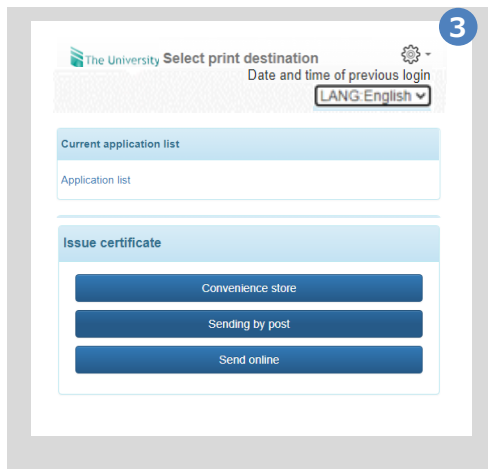 3
The University Select print destination
Date and time of previous login
LANG:English
Current application list
Application list
Issue certificate
Convenience store
Sending by post
Send online